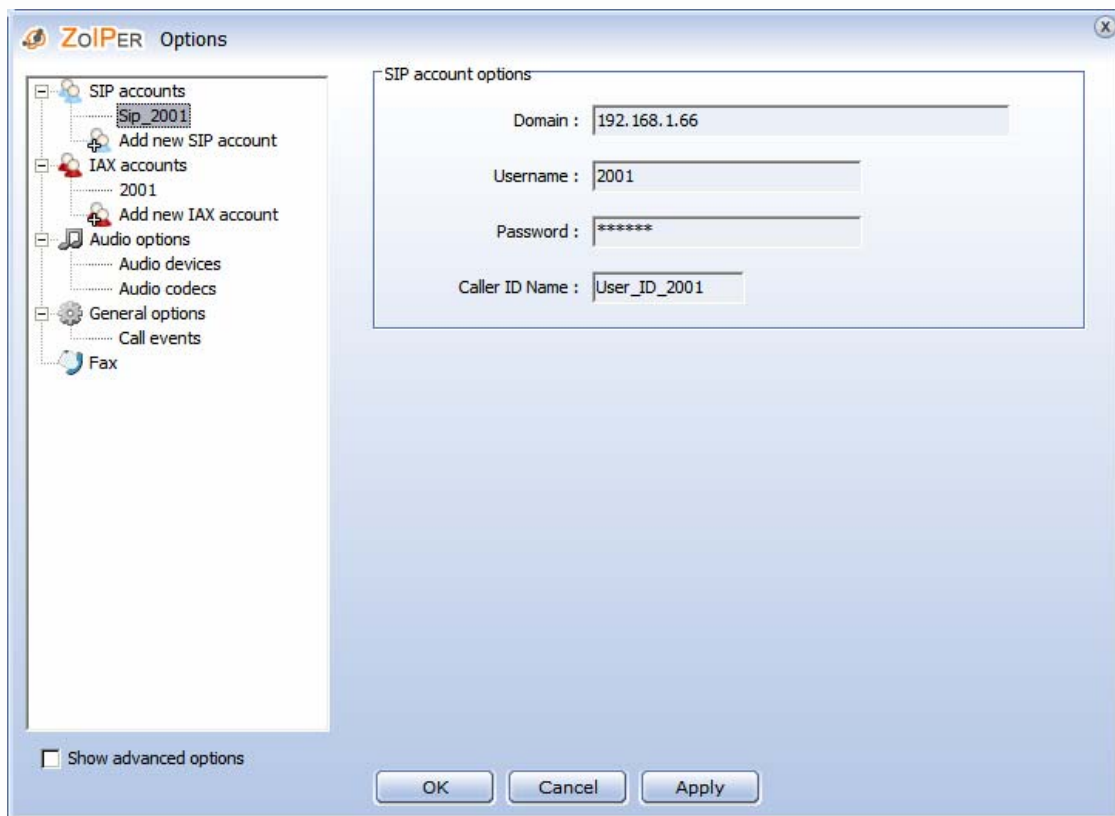 ZoIPER Options
SIP accounts
Sip_2001
Add new SIP account
IAX accounts
2001
Add new IAX account
Audio options
Audio devices
Audio codecs
General options
Call events
Fax
Show advanced options
SIP account options
Domain : 192.168.1.66
Username : 2001
Password : ******
Caller ID Name : User_ID_2001
OK Cancel Apply